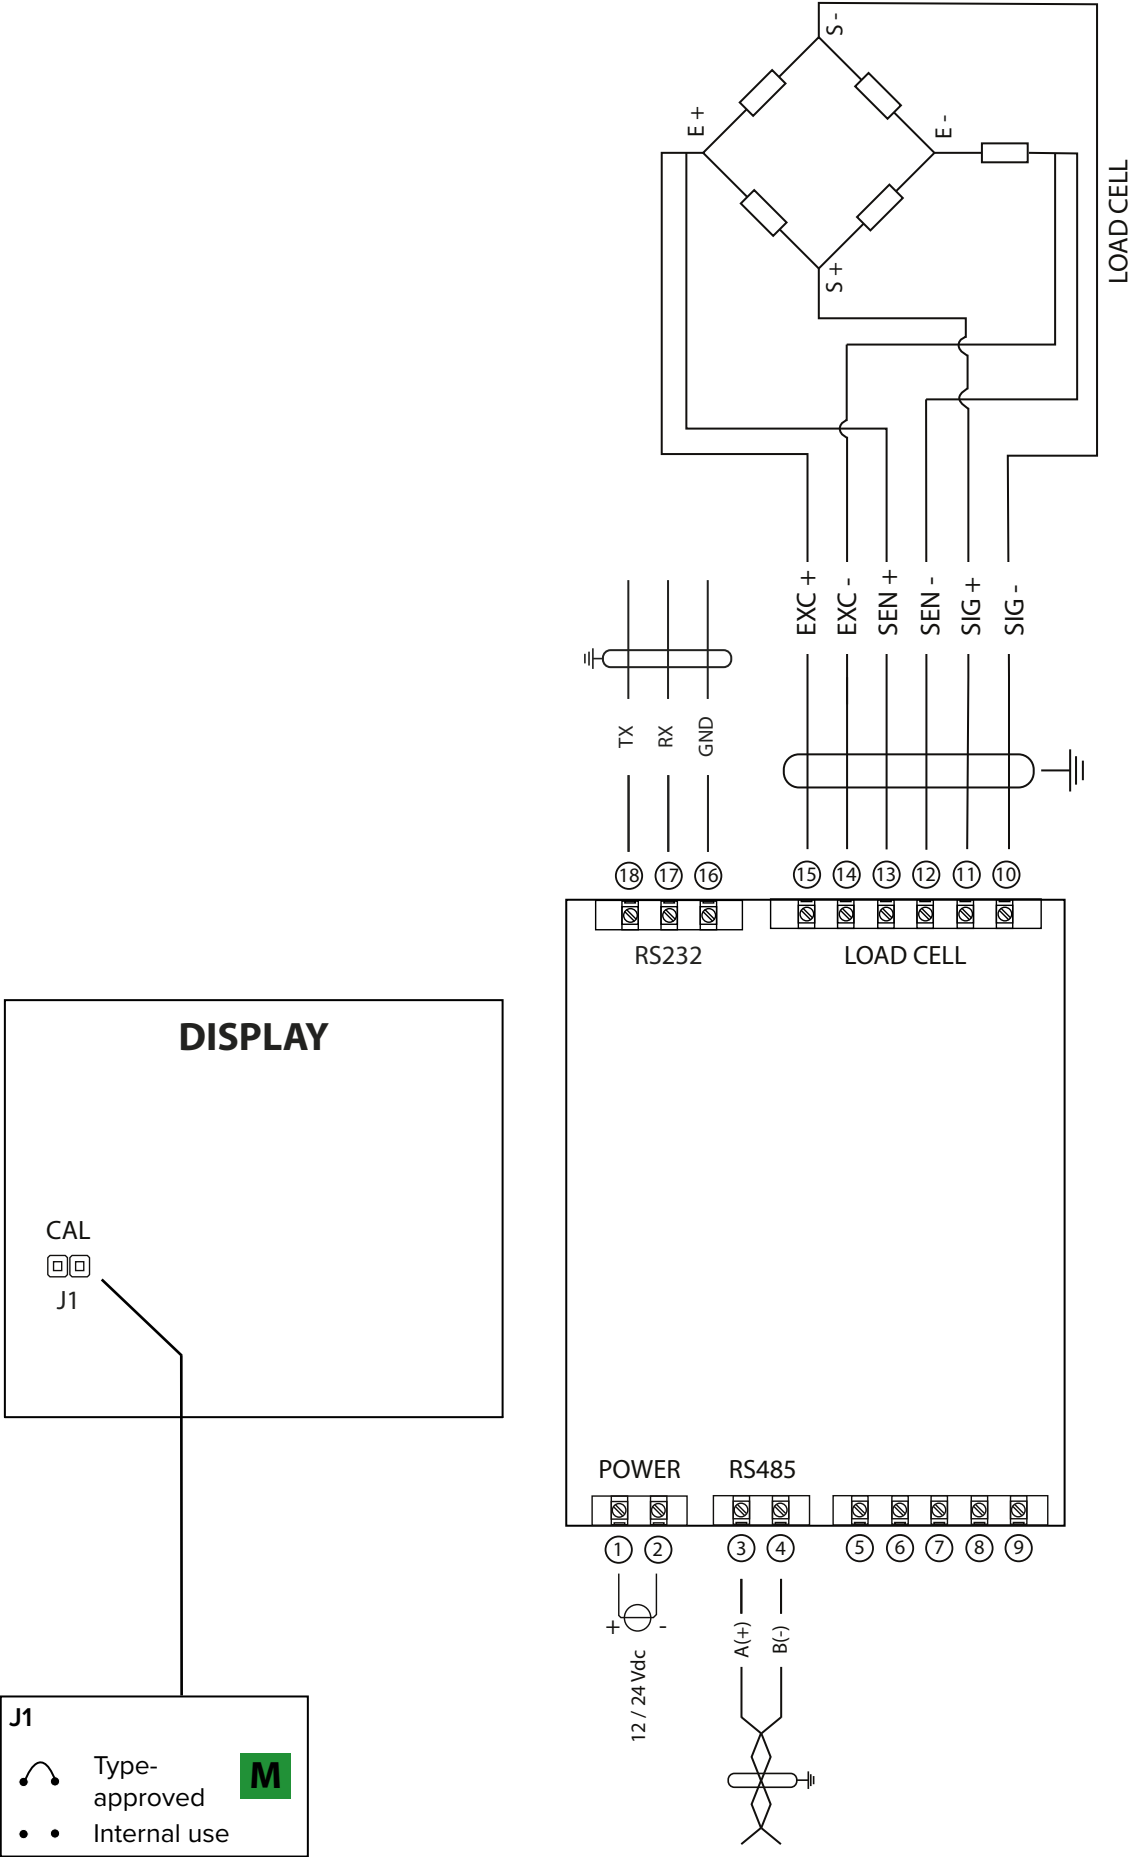 S -
E +
E -
S +
LOAD CELL
EXC +
EXC -
SEN +
SEN -
SIG +
SIG -
TX
RX
GND
18
17
16
15
14
13
12
11
10
RS232
LOAD CELL
DISPLAY
CAL
J1
POWER
RS485
1
2
3
4
5
6
7
8
9
+
-
12 / 24 Vdc
A(+)
B(-)
J1
Type-
approved
M
Internal use